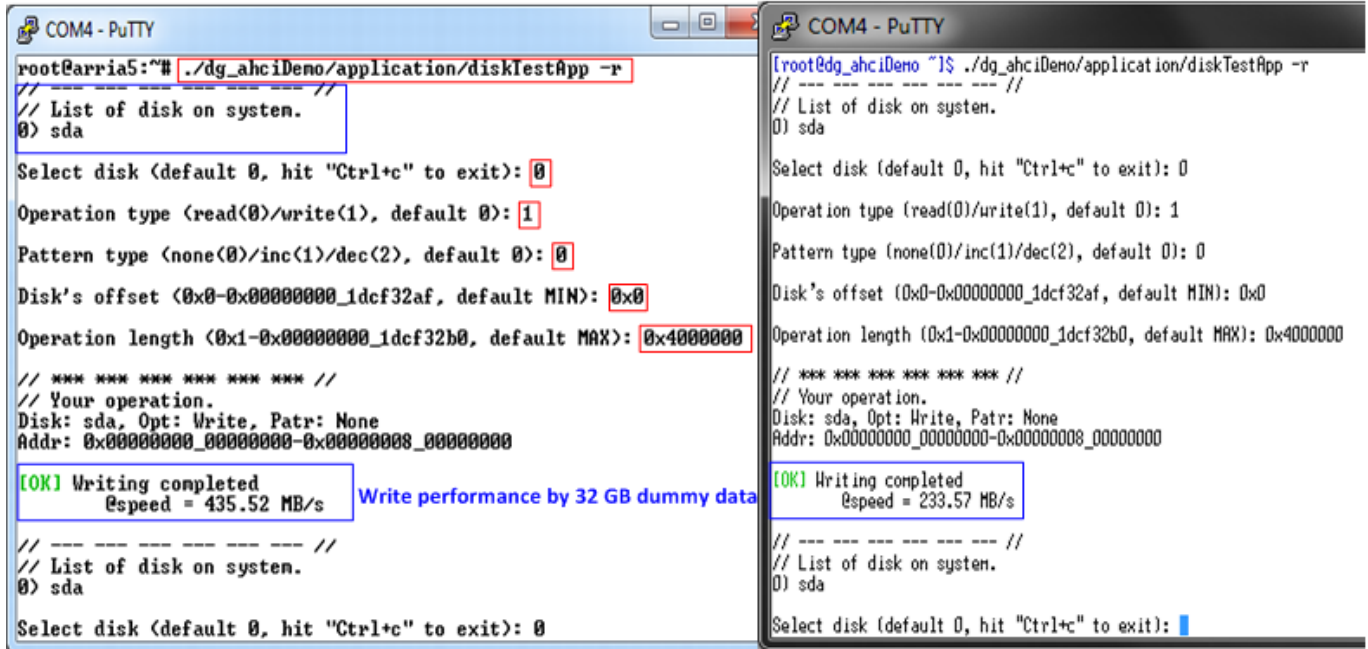 COM4 - PuTTY
root@arria5:~# ./dg_ahciDemo/application/diskTestApp -r
// --- --- --- --- --- --- //
// List of disk on system.
0) sda
Select disk (default 0, hit "Ctrl+c" to exit): 0
Operation type (read(0)/write(1), default 0): 1
Pattern type (none(0)/inc(1)/dec(2), default 0): 0
Disk's offset (0x0-0x00000000_1dcf32af, default MIN): 0x0
Operation length (0x1-0x00000000_1dcf32b0, default MAX): 0x4000000
// *** *** *** *** *** *** //
// Your operation.
Disk: sda, Opt: Write, Patr: None
Addr: 0x00000000_00000000-0x00000008_00000000
[OK] Writing completed
@speed = 435.52 MB/s
Write performance by 32 GB dummy data
// --- --- --- --- --- --- //
// List of disk on system.
0) sda
Select disk (default 0, hit "Ctrl+c" to exit): 0
COM4 - PuTTY
[root@dg_ahciDemo ~]$ ./dg_ahciDemo/application/diskTestApp -r
// --- --- --- --- --- --- //
// List of disk on system.
0) sda
Select disk (default 0, hit "Ctrl+c" to exit): 0
Operation type (read(0)/write(1), default 0): 1
Pattern type (none(0)/inc(1)/dec(2), default 0): 0
Disk's offset (0x0-0x00000000_1dcf32af, default MIN): 0x0
Operation length (0x1-0x00000000_1dcf32b0, default MAX): 0x4000000
// *** *** *** *** *** *** //
// Your operation.
Disk: sda, Opt: Write, Patr: None
Addr: 0x00000000_00000000-0x00000008_00000000
[OK] Writing completed
@speed = 233.57 MB/s
// --- --- --- --- --- --- //
// List of disk on system.
0) sda
Select disk (default 0, hit "Ctrl+c" to exit):